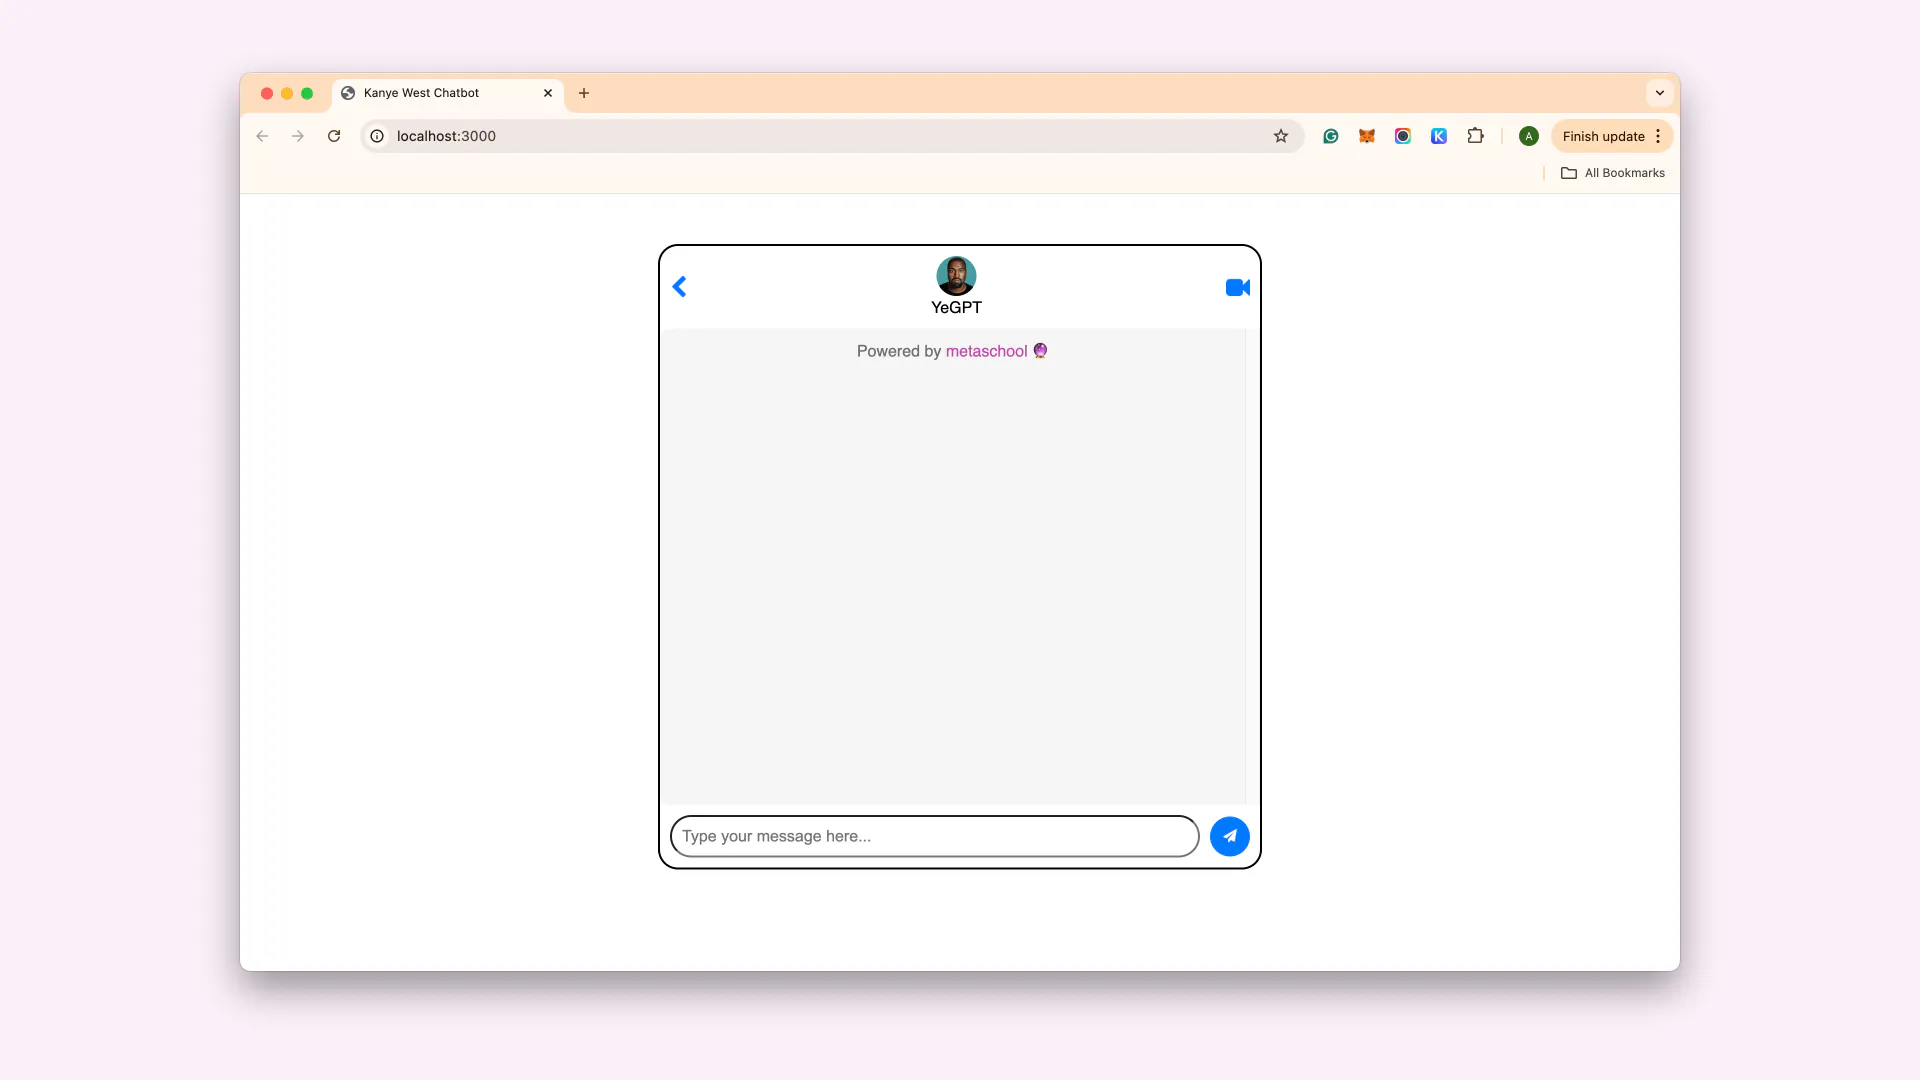 Kanye West Chatbot
localhost:3000
A
Finish update
All Bookmarks
YeGPT
Powered by metaschool 🔮
Type your message here...